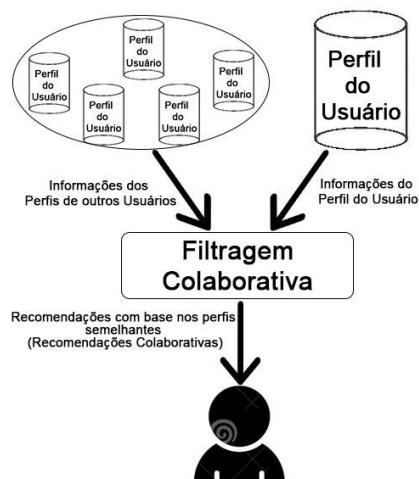 Perfil
do
Usuário
Perfil
do
Usuário
Perfil
do
Usuário
Perfil
do
Usuário
Perfil
do
Usuário
Perfil
do
Usuário
Informações dos
Perfis de outros Usuários
Informações do
Perfil do Usuário
Filtragem
Colaborativa
Recomendações com base nos perfis
semelhantes
(Recomendações Colaborativas)